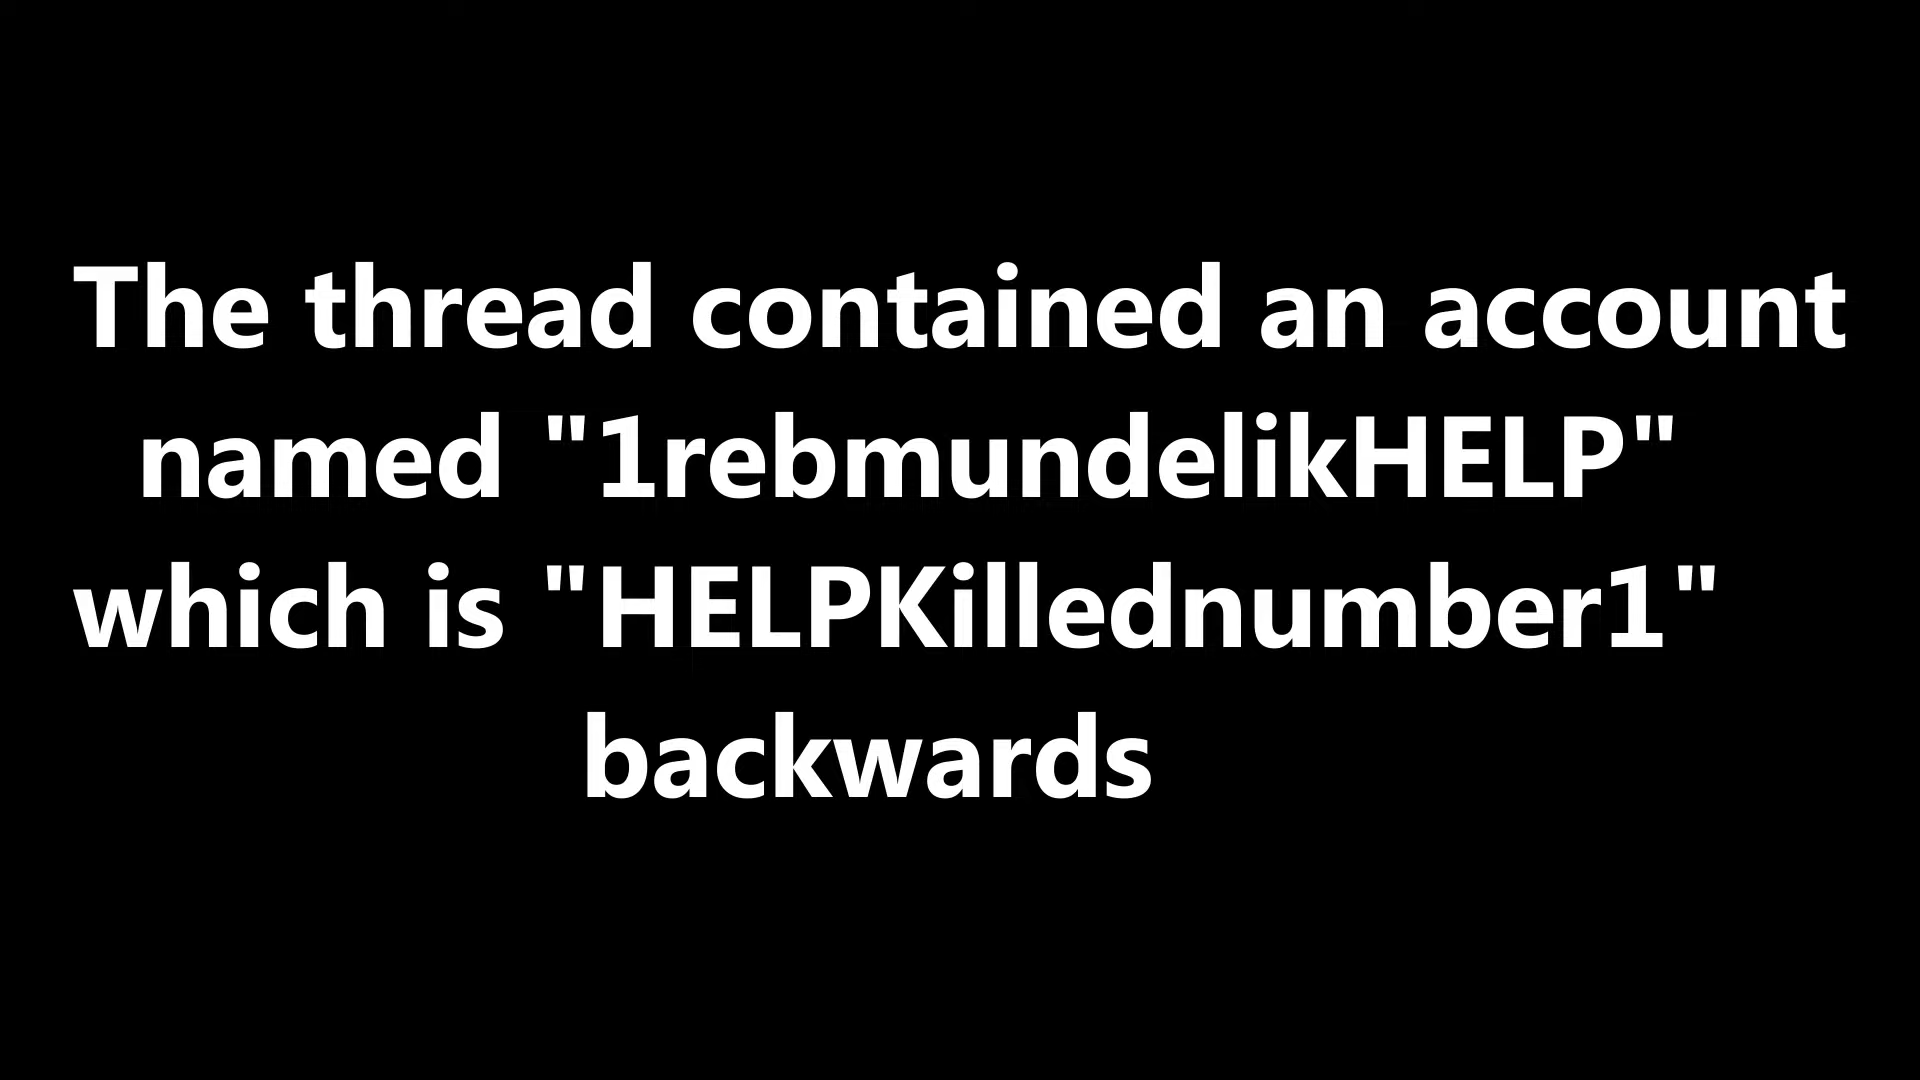 The thread contained an account
named "1rebmundelikHELP"
which is "HELPKillednumber1"
backwards